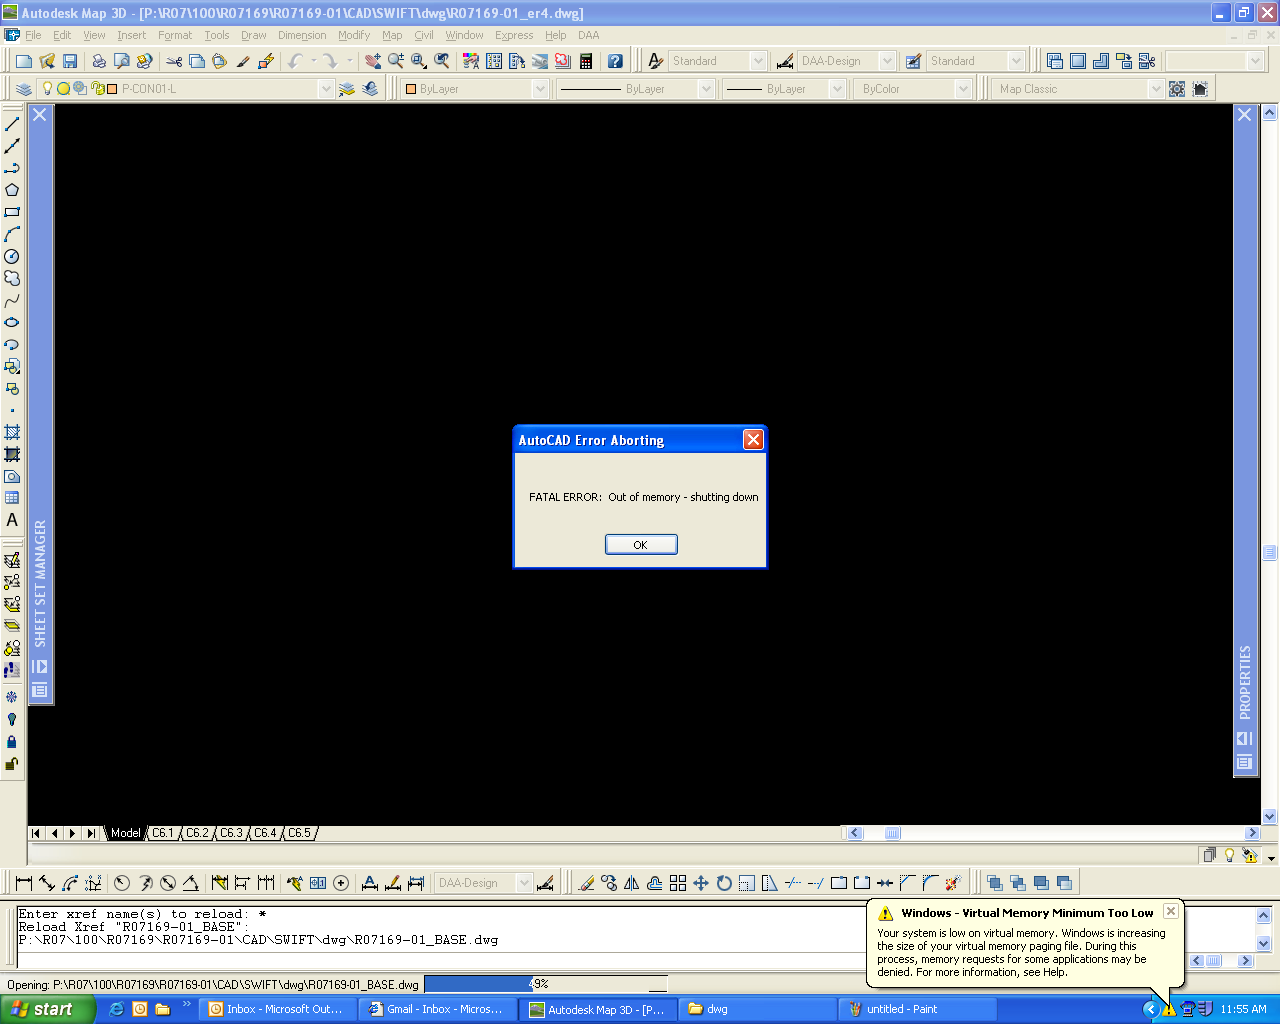 Autodesk Map 3D - [P:\R07\100\R07169\R07169-01\CAD\SWIFT\dwg\R07169-01_er4.dwg]
File Edit View Insert Format Tools Draw Dimension Modify Map Civil Window Express Help DAA
Standard DAA-Design Standard
P-CON01-L ByLayer ByLayer ByLayer ByColor Map Classic
SHEET SET MANAGER
PROPERTIES
AutoCAD Error Aborting
FATAL ERROR: Out of memory - shutting down
OK
Model C6.1 C6.2 C6.3 C6.4 C6.5
DAA-Design
Enter xref name(s) to reload: *
Reload Xref "R07169-01_BASE":
P:\R07\100\R07169\R07169-01\CAD\SWIFT\dwg\R07169-01_BASE.dwg
Windows - Virtual Memory Minimum Too Low
Your system is low on virtual memory. Windows is increasing
the size of your virtual memory paging file. During this
process, memory requests for some applications may be
denied. For more information, see Help.
Opening: P:\R07\100\R07169\R07169-01\CAD\SWIFT\dwg\R07169-01_BASE.dwg 49%
start Inbox - Microsoft Out... Gmail - Inbox - Micros... Autodesk Map 3D - [P... dwg untitled - Paint 11:55 AM